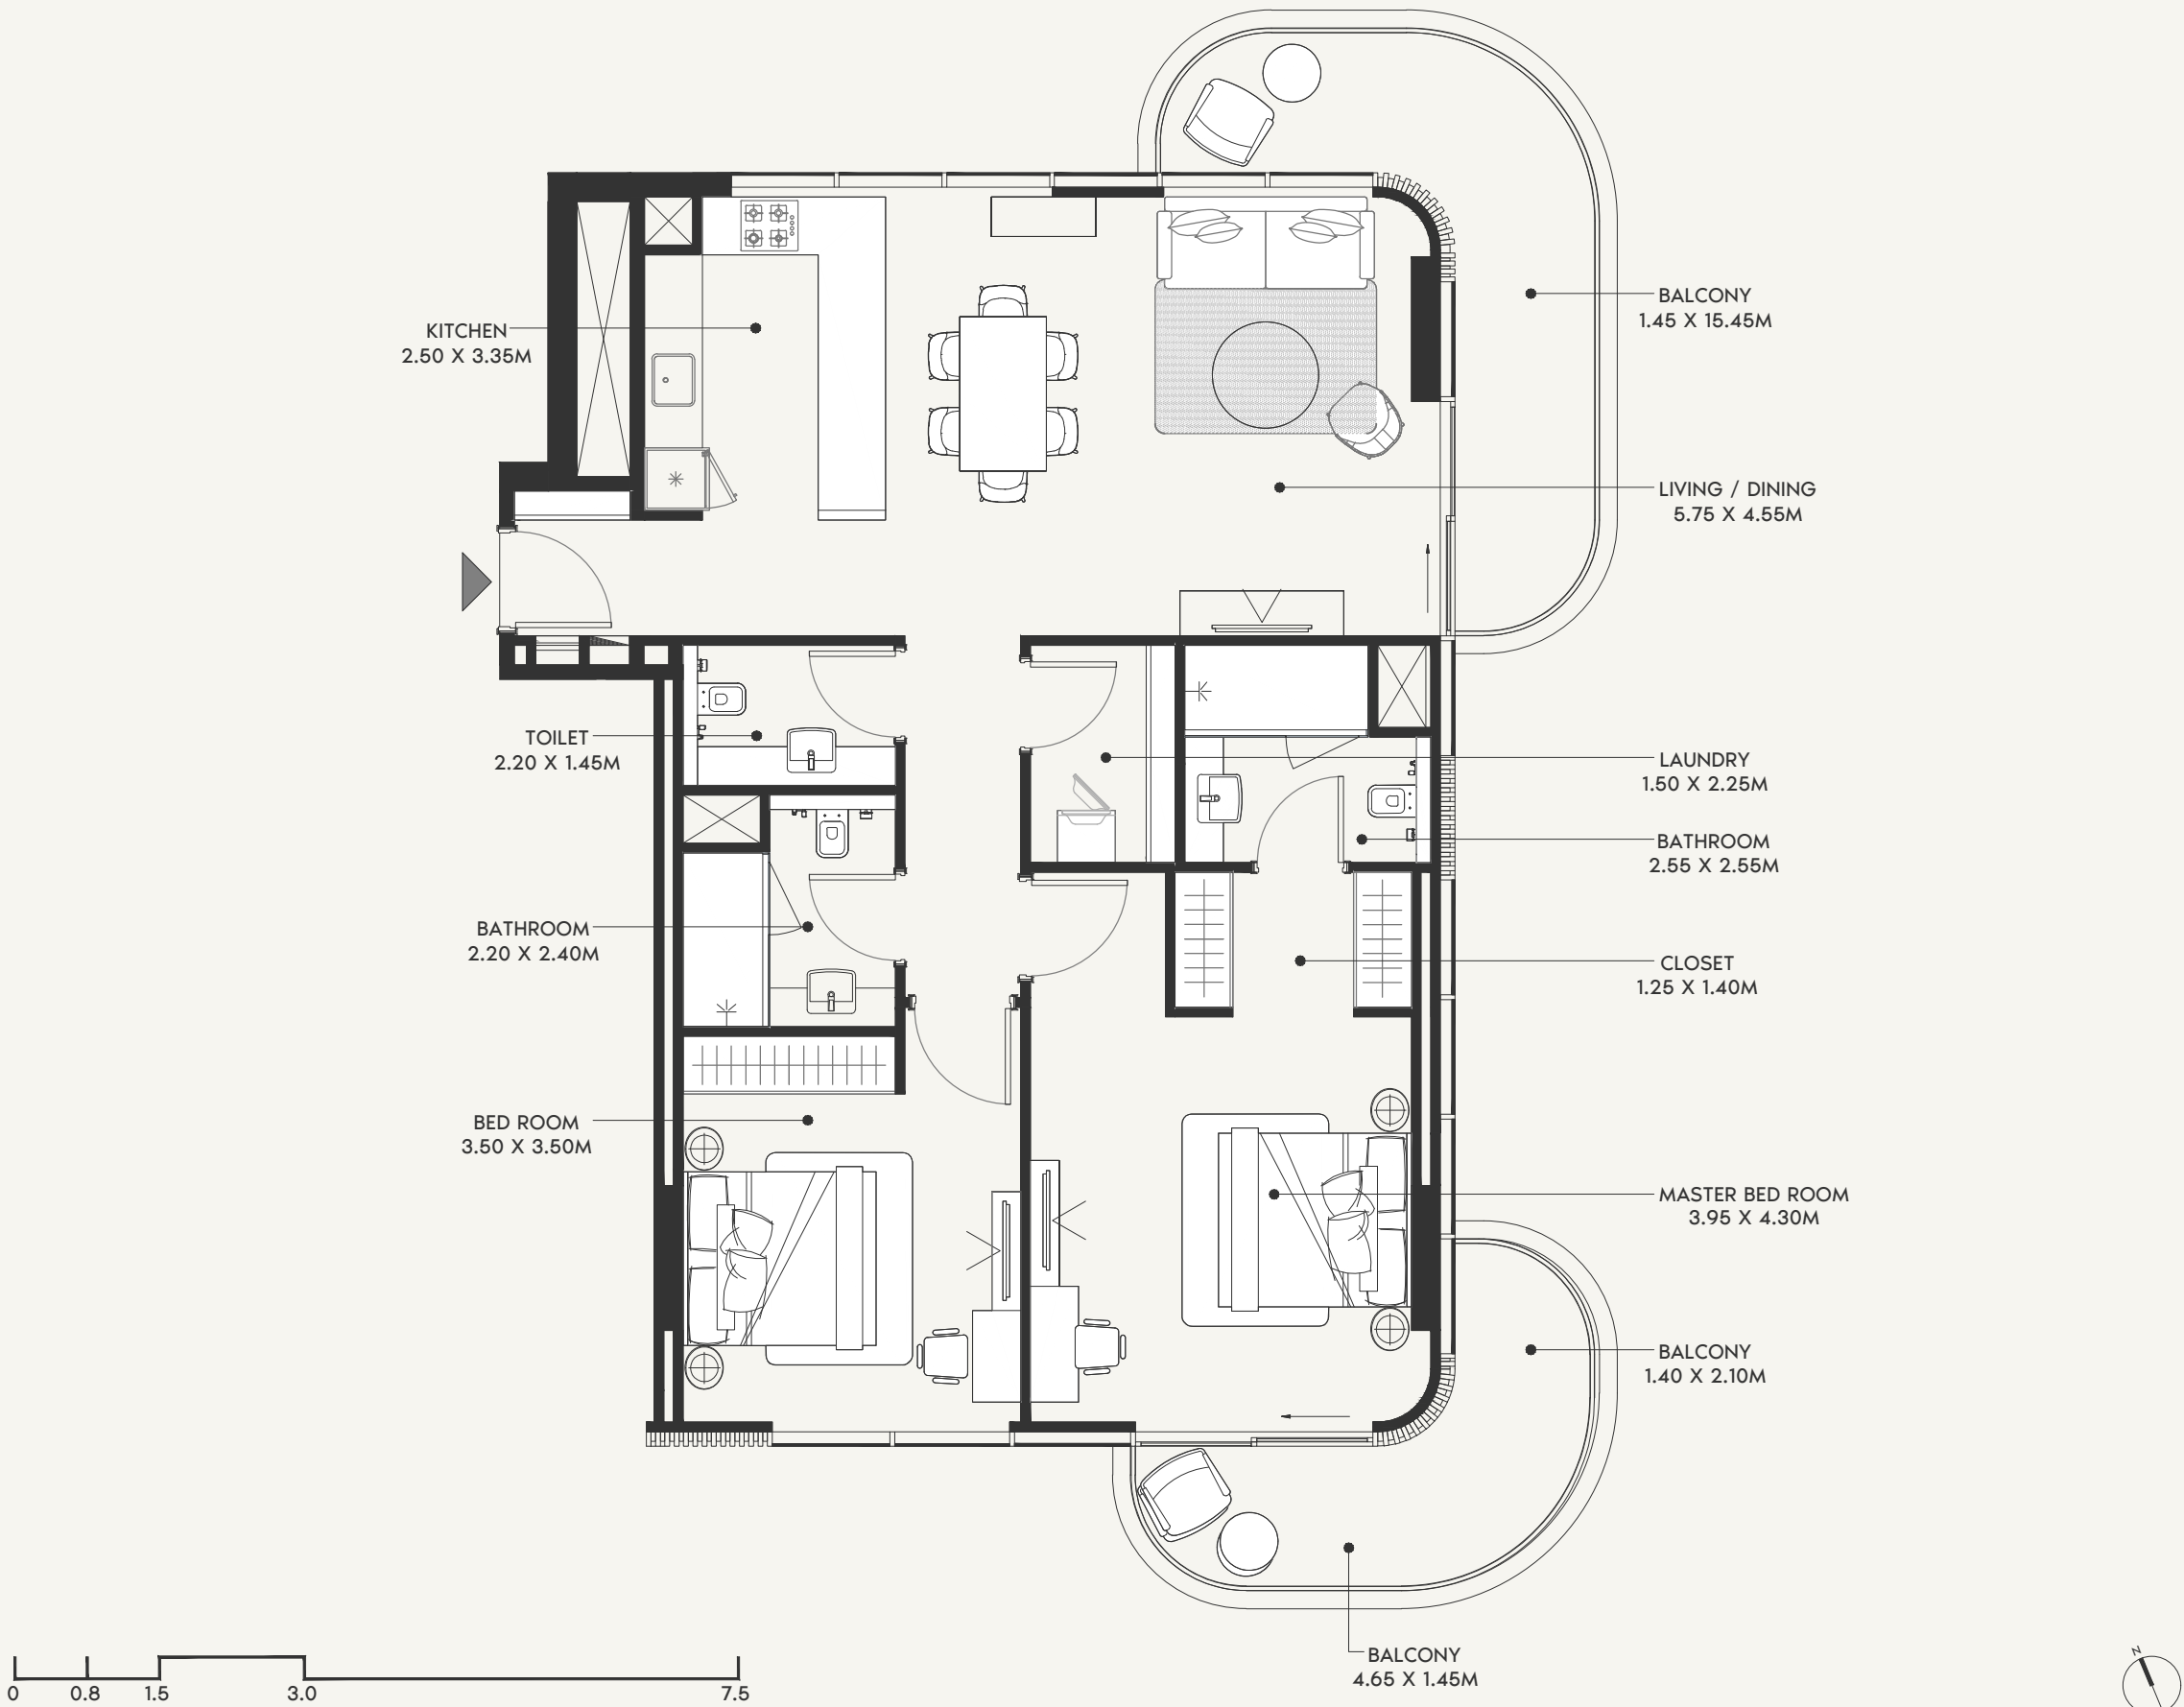 BALCONY
1.45 X 15.45M
KITCHEN
2.50 X 3.35M
LIVING / DINING
5.75 X 4.55M
TOILET
2.20 X 1.45M
LAUNDRY
1.50 X 2.25M
BATHROOM
2.55 X 2.55M
BATHROOM
2.20 X 2.40M
CLOSET
1.25 X 1.40M
BED ROOM
3.50 X 3.50M
MASTER BED ROOM
3.95 X 4.30M
BALCONY
1.40 X 2.10M
BALCONY
4.65 X 1.45M
0 0.8 1.5 3.0 7.5
N